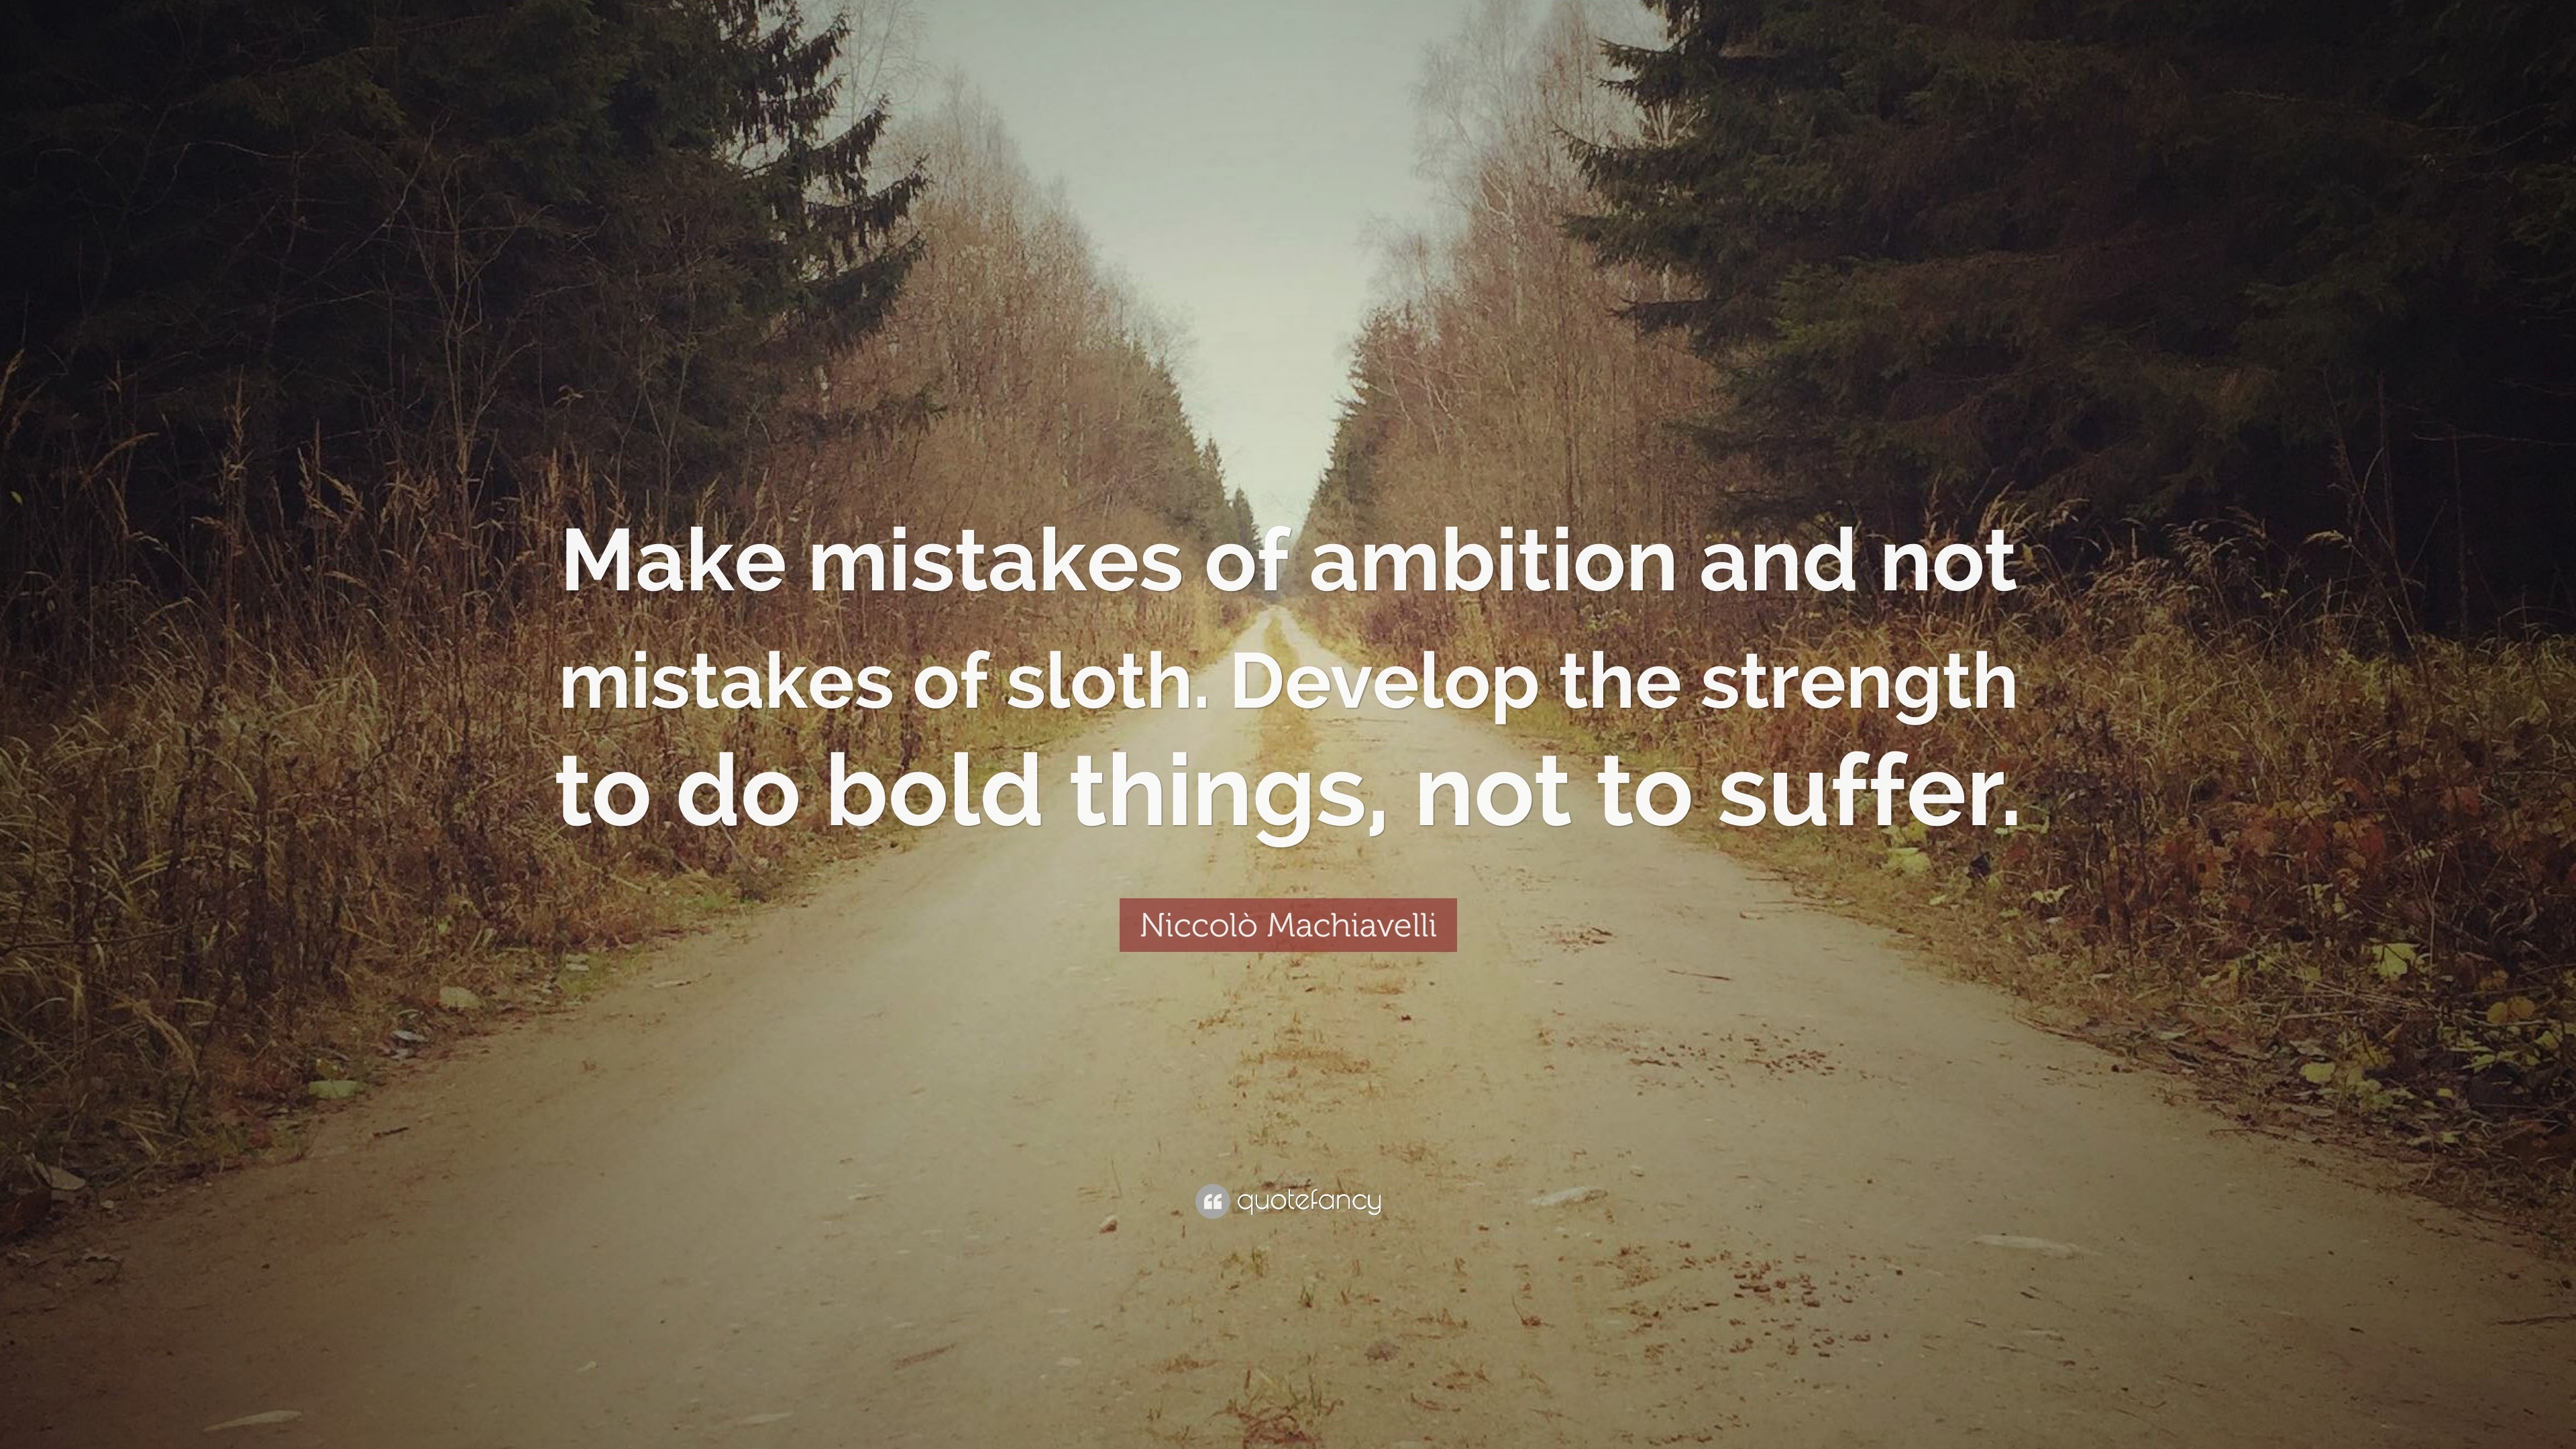 Make mistakes of ambition and not
mistakes of sloth. Develop the strength
to do bold things, not to suffer.
Niccolò Machiavelli
quotefancy